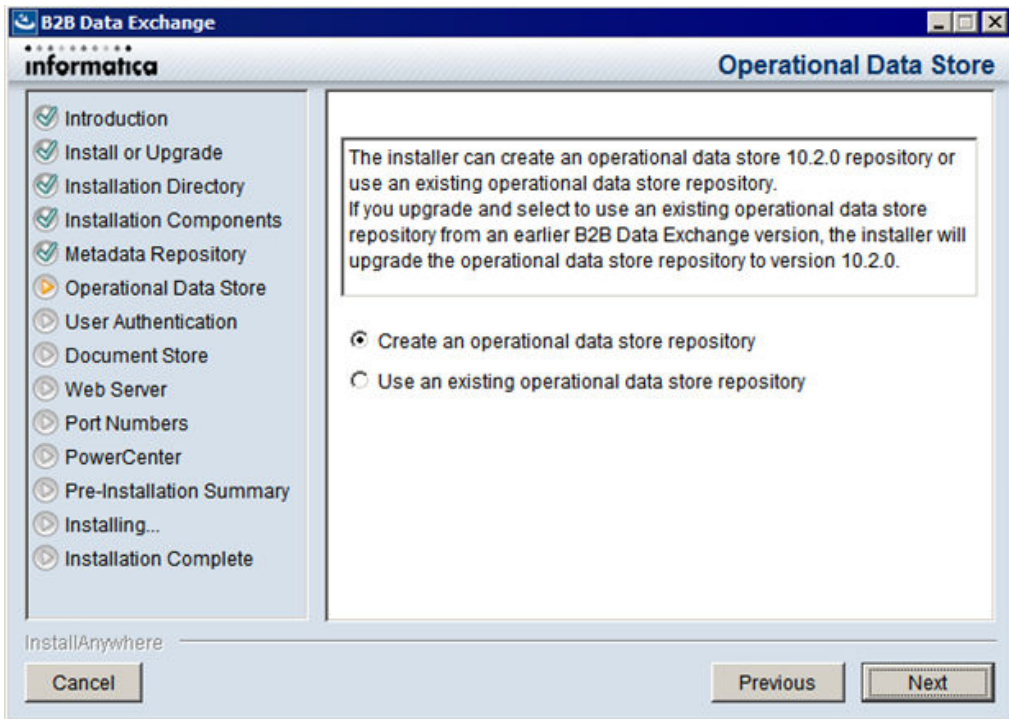 B2B Data Exchange
informatica
Operational Data Store
Introduction
Install or Upgrade
Installation Directory
Installation Components
Metadata Repository
Operational Data Store
User Authentication
Document Store
Web Server
Port Numbers
PowerCenter
Pre-Installation Summary
Installing...
Installation Complete
The installer can create an operational data store 10.2.0 repository or
use an existing operational data store repository.
If you upgrade and select to use an existing operational data store
repository from an earlier B2B Data Exchange version, the installer will
upgrade the operational data store repository to version 10.2.0.
Create an operational data store repository
Use an existing operational data store repository
InstallAnywhere
Cancel
Previous
Next